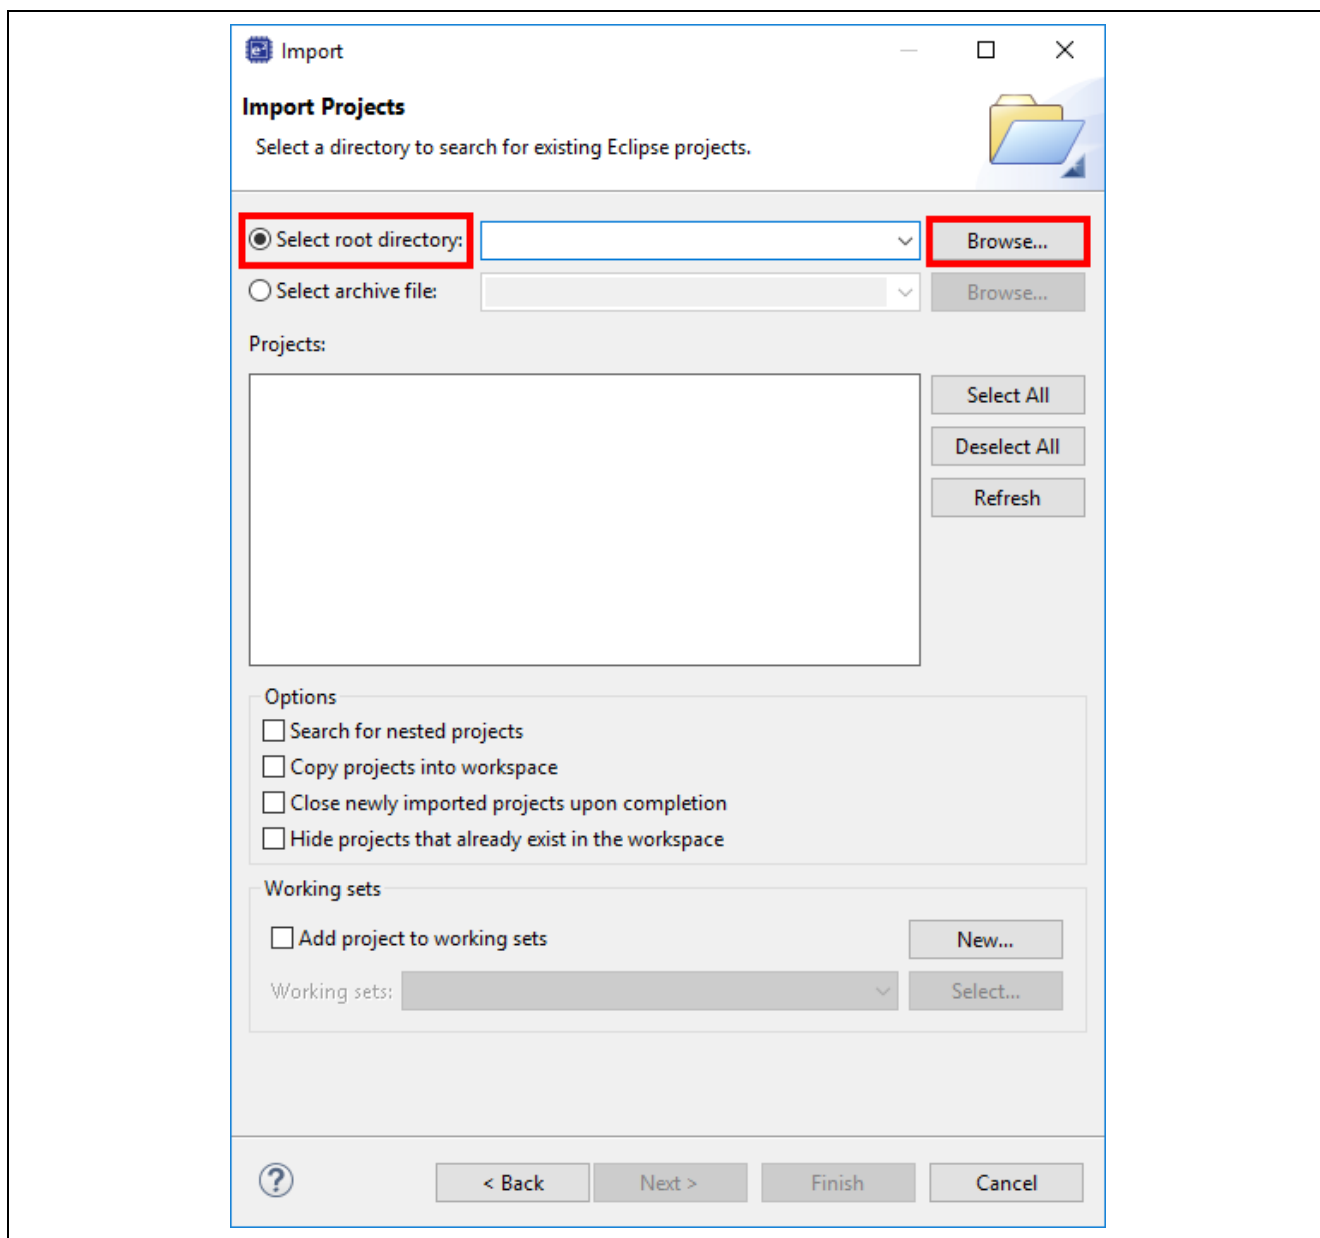 Import
Import Projects
Select a directory to search for existing Eclipse projects.
Select root directory: Browse...
Select archive file: Browse...
Projects:
Select All
Deselect All
Refresh
Options
Search for nested projects
Copy projects into workspace
Close newly imported projects upon completion
Hide projects that already exist in the workspace
Working sets
Add project to working sets New...
Working sets: Select...
? < Back Next > Finish Cancel